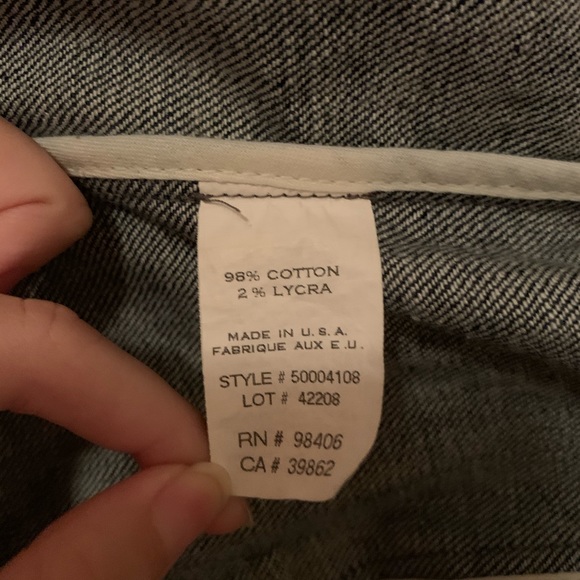 98% COTTON
2% LYCRA
MADE IN U.S.A.
FABRIQUE AUX E.U.
STYLE # 50004108
LOT # 42208
RN # 98406
CA # 39862